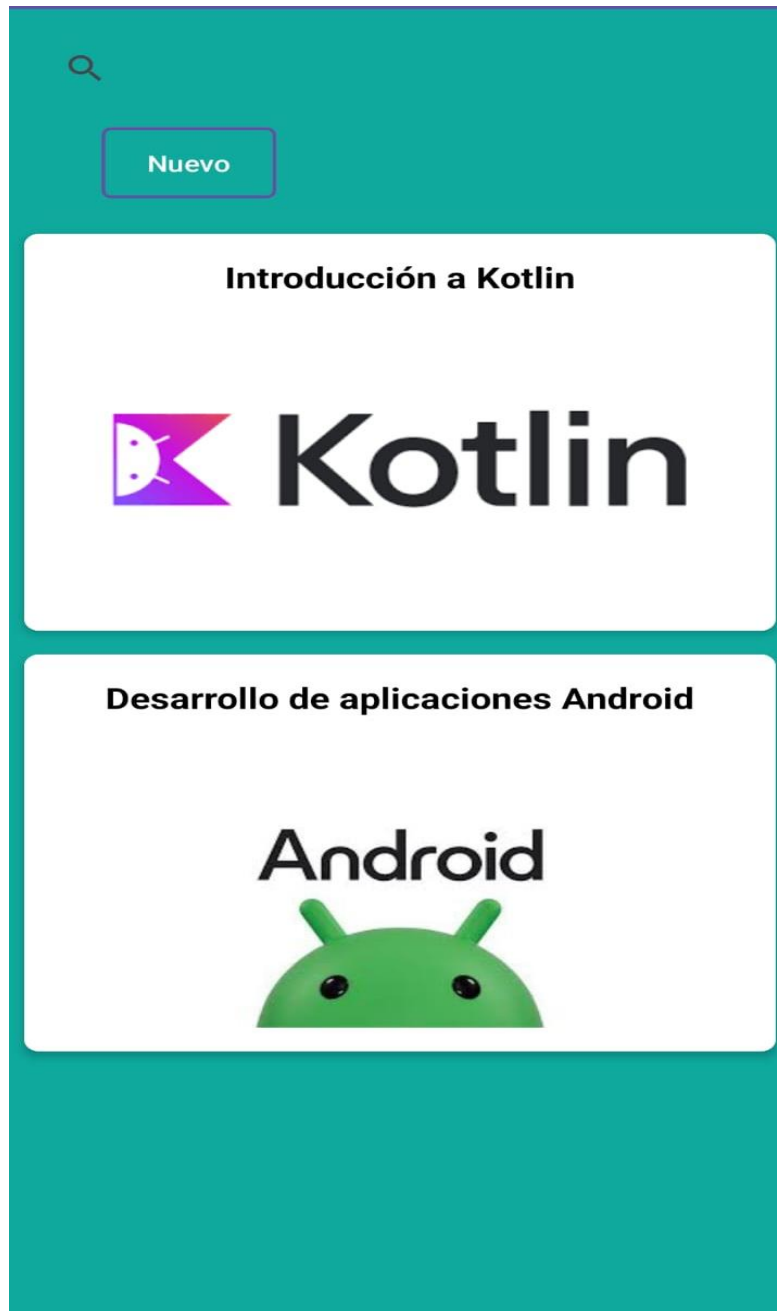 Nuevo
Introducción a Kotlin
Kotlin
Desarrollo de aplicaciones Android
Android